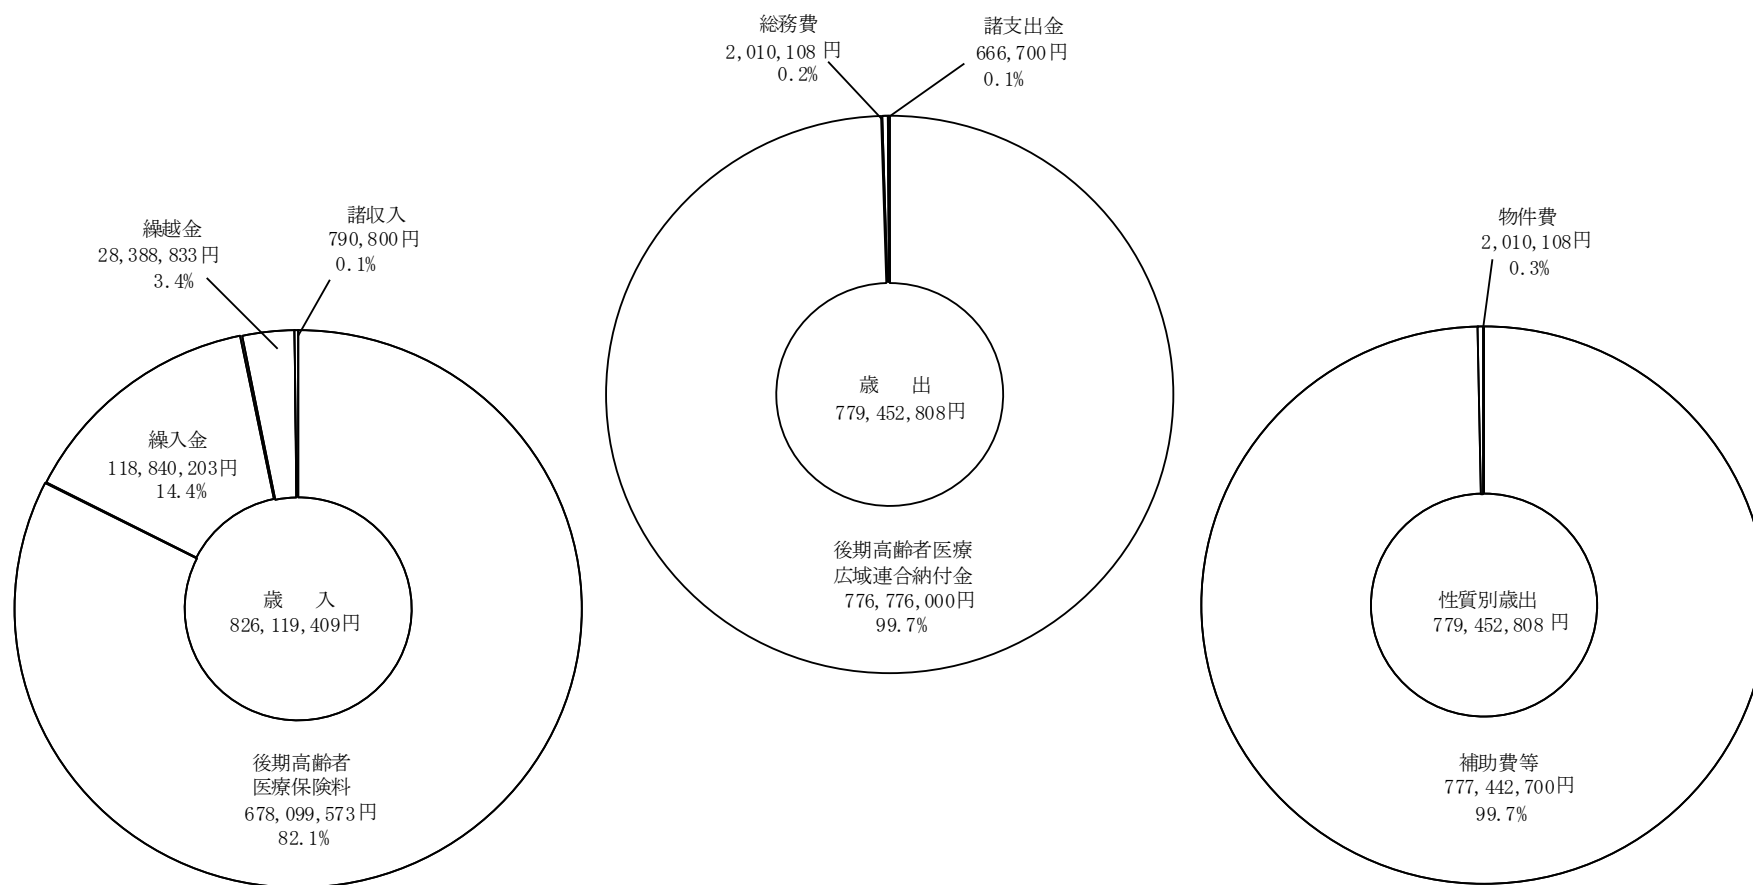 繰越金
28,388,833円
3.4%
諸収入
790,800円
0.1%
繰入金
118,840,203円
14.4%
歳 入
826,119,409円
後期高齢者
医療保険料
678,099,573円
82.1%
総務費
2,010,108 円
0.2%
諸支出金
666,700円
0.1%
歳 出
779,452,808円
後期高齢者医療
広域連合納付金
776,776,000円
99.7%
物件費
2,010,108円
0.3%
性質別歳出
779,452,808 円
補助費等
777,442,700円
99.7%